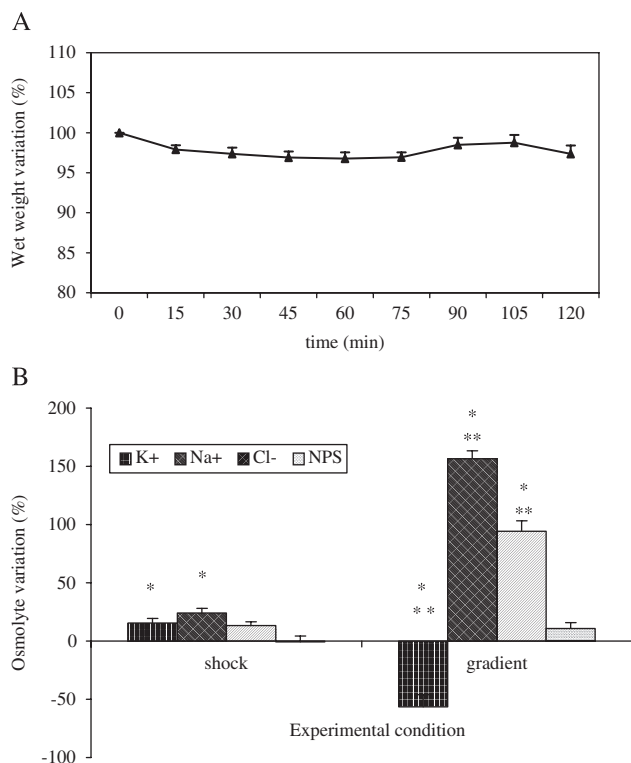 A
110
105
100
95
90
85
80
Wet weight variation (%)
0 15 30 45 60 75 90 105 120
time (min)
B
200
150
100
50
0
-50
-100
Osmolyte variation (%)
K+ Na+ Cl- NPS
* *
*
**
*
**
*
**
shock gradient
Experimental condition